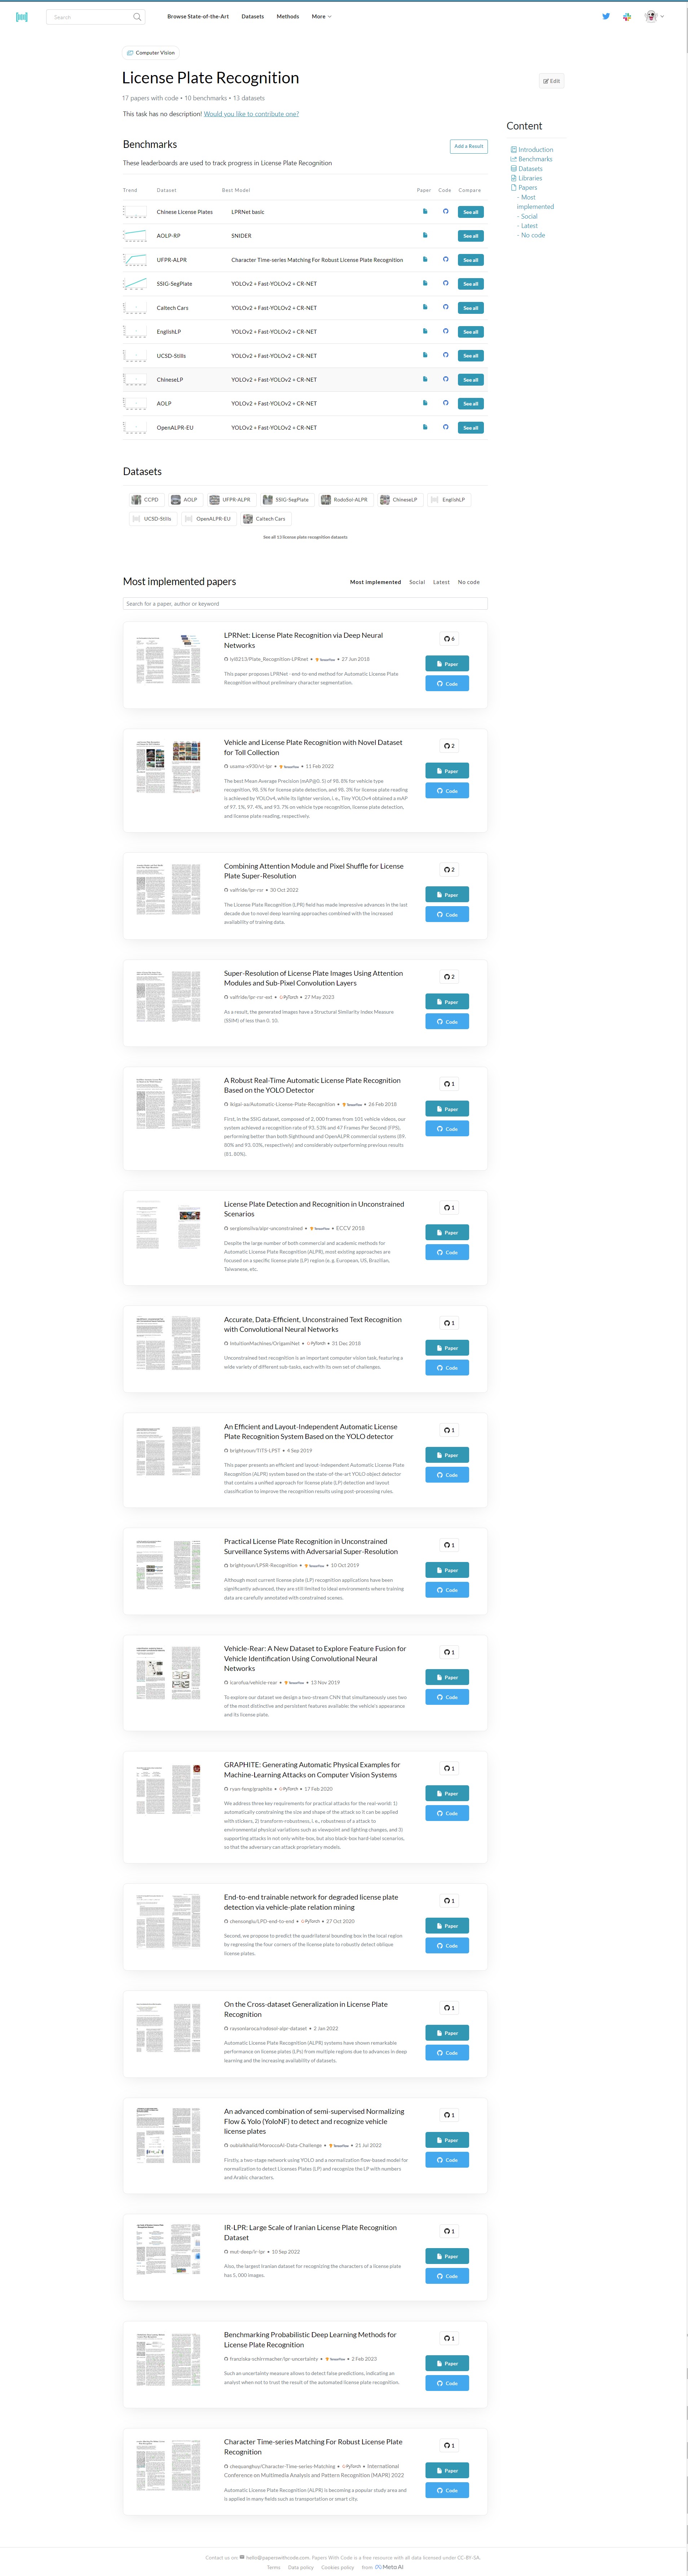 Search
Browse State-of-the-Art
Datasets
Methods
More
Computer Vision
License Plate Recognition
17 papers with code • 10 benchmarks • 13 datasets
Edit
This task has no description! Would you like to contribute one?
Content
Introduction
Benchmarks
Datasets
Libraries
Papers
- Most
implemented
- Social
- Latest
- No code
Benchmarks
Add a Result
These leaderboards are used to track progress in License Plate Recognition
Trend Dataset Best Model Paper Code Compare
Chinese License Plates LPRNet basic See all
AOLP-RP SNIDER See all
UFPR-ALPR Character Time-series Matching For Robust License Plate Recognition See all
SSIG-SegPlate YOLOv2 + Fast-YOLOv2 + CR-NET See all
Caltech Cars YOLOv2 + Fast-YOLOv2 + CR-NET See all
EnglishLP YOLOv2 + Fast-YOLOv2 + CR-NET See all
UCSD-Stills YOLOv2 + Fast-YOLOv2 + CR-NET See all
ChineseLP YOLOv2 + Fast-YOLOv2 + CR-NET See all
AOLP YOLOv2 + Fast-YOLOv2 + CR-NET See all
OpenALPR-EU YOLOv2 + Fast-YOLOv2 + CR-NET See all
Datasets
CCPD AOLP UFPR-ALPR SSIG-SegPlate RodoSol-ALPR ChineseLP EnglishLP
UCSD-Stills OpenALPR-EU Caltech Cars
See all 13 license plate recognition datasets
Most implemented papers
Most implemented Social Latest No code
Search for a paper, author or keyword
LPRNet: License Plate Recognition via Deep Neural
Networks
lyl8213/Plate_Recognition-LPRnet • TensorFlow • 27 Jun 2018
This paper proposes LPRNet - end-to-end method for Automatic License Plate
Recognition without preliminary character segmentation.
6
Paper
Code
Vehicle and License Plate Recognition with Novel Dataset
for Toll Collection
usama-x930/vt-lpr • TensorFlow • 11 Feb 2022
The best Mean Average Precision (mAP@0.5) of 98. 8% for vehicle type
recognition, 98. 5% for license plate detection, and 98. 3% for license plate reading
is achieved by YOLOv4, while its lighter version, i. e., Tiny YOLOv4 obtained a mAP
of 97. 1%, 97. 4%, and 93. 7% on vehicle type recognition, license plate detection,
and license plate reading, respectively.
2
Paper
Code
Combining Attention Module and Pixel Shuffle for License
Plate Super-Resolution
valfride/lpr-rsr • 30 Oct 2022
The License Plate Recognition (LPR) field has made impressive advances in the last
decade due to novel deep learning approaches combined with the increased
availability of training data.
2
Paper
Code
Super-Resolution of License Plate Images Using Attention
Modules and Sub-Pixel Convolution Layers
valfride/lpr-rsr-ext • PyTorch • 27 May 2023
As a result, the generated images have a Structural Similarity Index Measure
(SSIM) of less than 0. 10.
2
Paper
Code
A Robust Real-Time Automatic License Plate Recognition
Based on the YOLO Detector
ikigai-aa/Automatic-License-Plate-Recognition • TensorFlow • 26 Feb 2018
First, in the SSIG dataset, composed of 2, 000 frames from 101 vehicle videos, our
system achieved a recognition rate of 93. 53% and 47 Frames Per Second (FPS),
performing better than both Sighthound and OpenALPR commercial systems (89.
80% and 93. 03%, respectively) and considerably outperforming previous results
(81. 80%).
1
Paper
Code
License Plate Detection and Recognition in Unconstrained
Scenarios
sergiomsilva/alpr-unconstrained • TensorFlow • ECCV 2018
Despite the large number of both commercial and academic methods for
Automatic License Plate Recognition (ALPR), most existing approaches are
focused on a specific license plate (LP) region (e. g. European, US, Brazilian,
Taiwanese, etc.
1
Paper
Code
Accurate, Data-Efficient, Unconstrained Text Recognition
with Convolutional Neural Networks
IntuitionMachines/OrigamiNet • PyTorch • 31 Dec 2018
Unconstrained text recognition is an important computer vision task, featuring a
wide variety of different sub-tasks, each with its own set of challenges.
1
Paper
Code
An Efficient and Layout-Independent Automatic License
Plate Recognition System Based on the YOLO detector
brightyoun/TITS-LPST • 4 Sep 2019
This paper presents an efficient and layout-independent Automatic License Plate
Recognition (ALPR) system based on the state-of-the-art YOLO object detector
that contains a unified approach for license plate (LP) detection and layout
classification to improve the recognition results using post-processing rules.
1
Paper
Code
Practical License Plate Recognition in Unconstrained
Surveillance Systems with Adversarial Super-Resolution
brightyoun/LPSR-Recognition • TensorFlow • 10 Oct 2019
Although most current license plate (LP) recognition applications have been
significantly advanced, they are still limited to ideal environments where training
data are carefully annotated with constrained scenes.
1
Paper
Code
Vehicle-Rear: A New Dataset to Explore Feature Fusion for
Vehicle Identification Using Convolutional Neural
Networks
icarofua/vehicle-rear • TensorFlow • 13 Nov 2019
To explore our dataset we design a two-stream CNN that simultaneously uses two
of the most distinctive and persistent features available: the vehicle's appearance
and its license plate.
1
Paper
Code
GRAPHITE: Generating Automatic Physical Examples for
Machine-Learning Attacks on Computer Vision Systems
ryan-feng/graphite • PyTorch • 17 Feb 2020
We address three key requirements for practical attacks for the real-world: 1)
automatically constraining the size and shape of the attack so it can be applied
with stickers, 2) transform-robustness, i. e., robustness of a attack to
environmental physical variations such as viewpoint and lighting changes, and 3)
supporting attacks in not only white-box, but also black-box hard-label scenarios,
so that the adversary can attack proprietary models.
1
Paper
Code
End-to-end trainable network for degraded license plate
detection via vehicle-plate relation mining
chensonglu/LPD-end-to-end • PyTorch • 27 Oct 2020
Second, we propose to predict the quadrilateral bounding box in the local region
by regressing the four corners of the license plate to robustly detect oblique
license plates.
1
Paper
Code
On the Cross-dataset Generalization in License Plate
Recognition
raysonlaroca/rodosol-alpr-dataset • 2 Jan 2022
Automatic License Plate Recognition (ALPR) systems have shown remarkable
performance on license plates (LPs) from multiple regions due to advances in deep
learning and the increasing availability of datasets.
1
Paper
Code
An advanced combination of semi-supervised Normalizing
Flow & Yolo (YoloNF) to detect and recognize vehicle
license plates
oublalkhalid/MoroccoAI-Data-Challenge • TensorFlow • 21 Jul 2022
Firstly, a two-stage network using YOLO and a normalization flow-based model for
normalization to detect Licenses Plates (LP) and recognize the LP with numbers
and Arabic characters.
1
Paper
Code
IR-LPR: Large Scale of Iranian License Plate Recognition
Dataset
mut-deep/ir-lpr • 10 Sep 2022
Also, the largest Iranian dataset for recognizing the characters of a license plate
has 5, 000 images.
1
Paper
Code
Benchmarking Probabilistic Deep Learning Methods for
License Plate Recognition
franziska-schirrmacher/lpr-uncertainty • TensorFlow • 2 Feb 2023
Such an uncertainty measure allows to detect false predictions, indicating an
analyst when not to trust the result of the automated license plate recognition.
1
Paper
Code
Character Time-series Matching For Robust License Plate
Recognition
chequanghuy/Character-Time-series-Matching • PyTorch • International
Conference on Multimedia Analysis and Pattern Recognition (MAPR) 2022
Automatic License Plate Recognition (ALPR) is becoming a popular study area and
is applied in many fields such as transportation or smart city.
1
Paper
Code
Contact us on: hello@paperswithcode.com. Papers With Code is a free resource with all data licensed under CC-BY-SA.
Terms Data policy Cookies policy from Meta AI